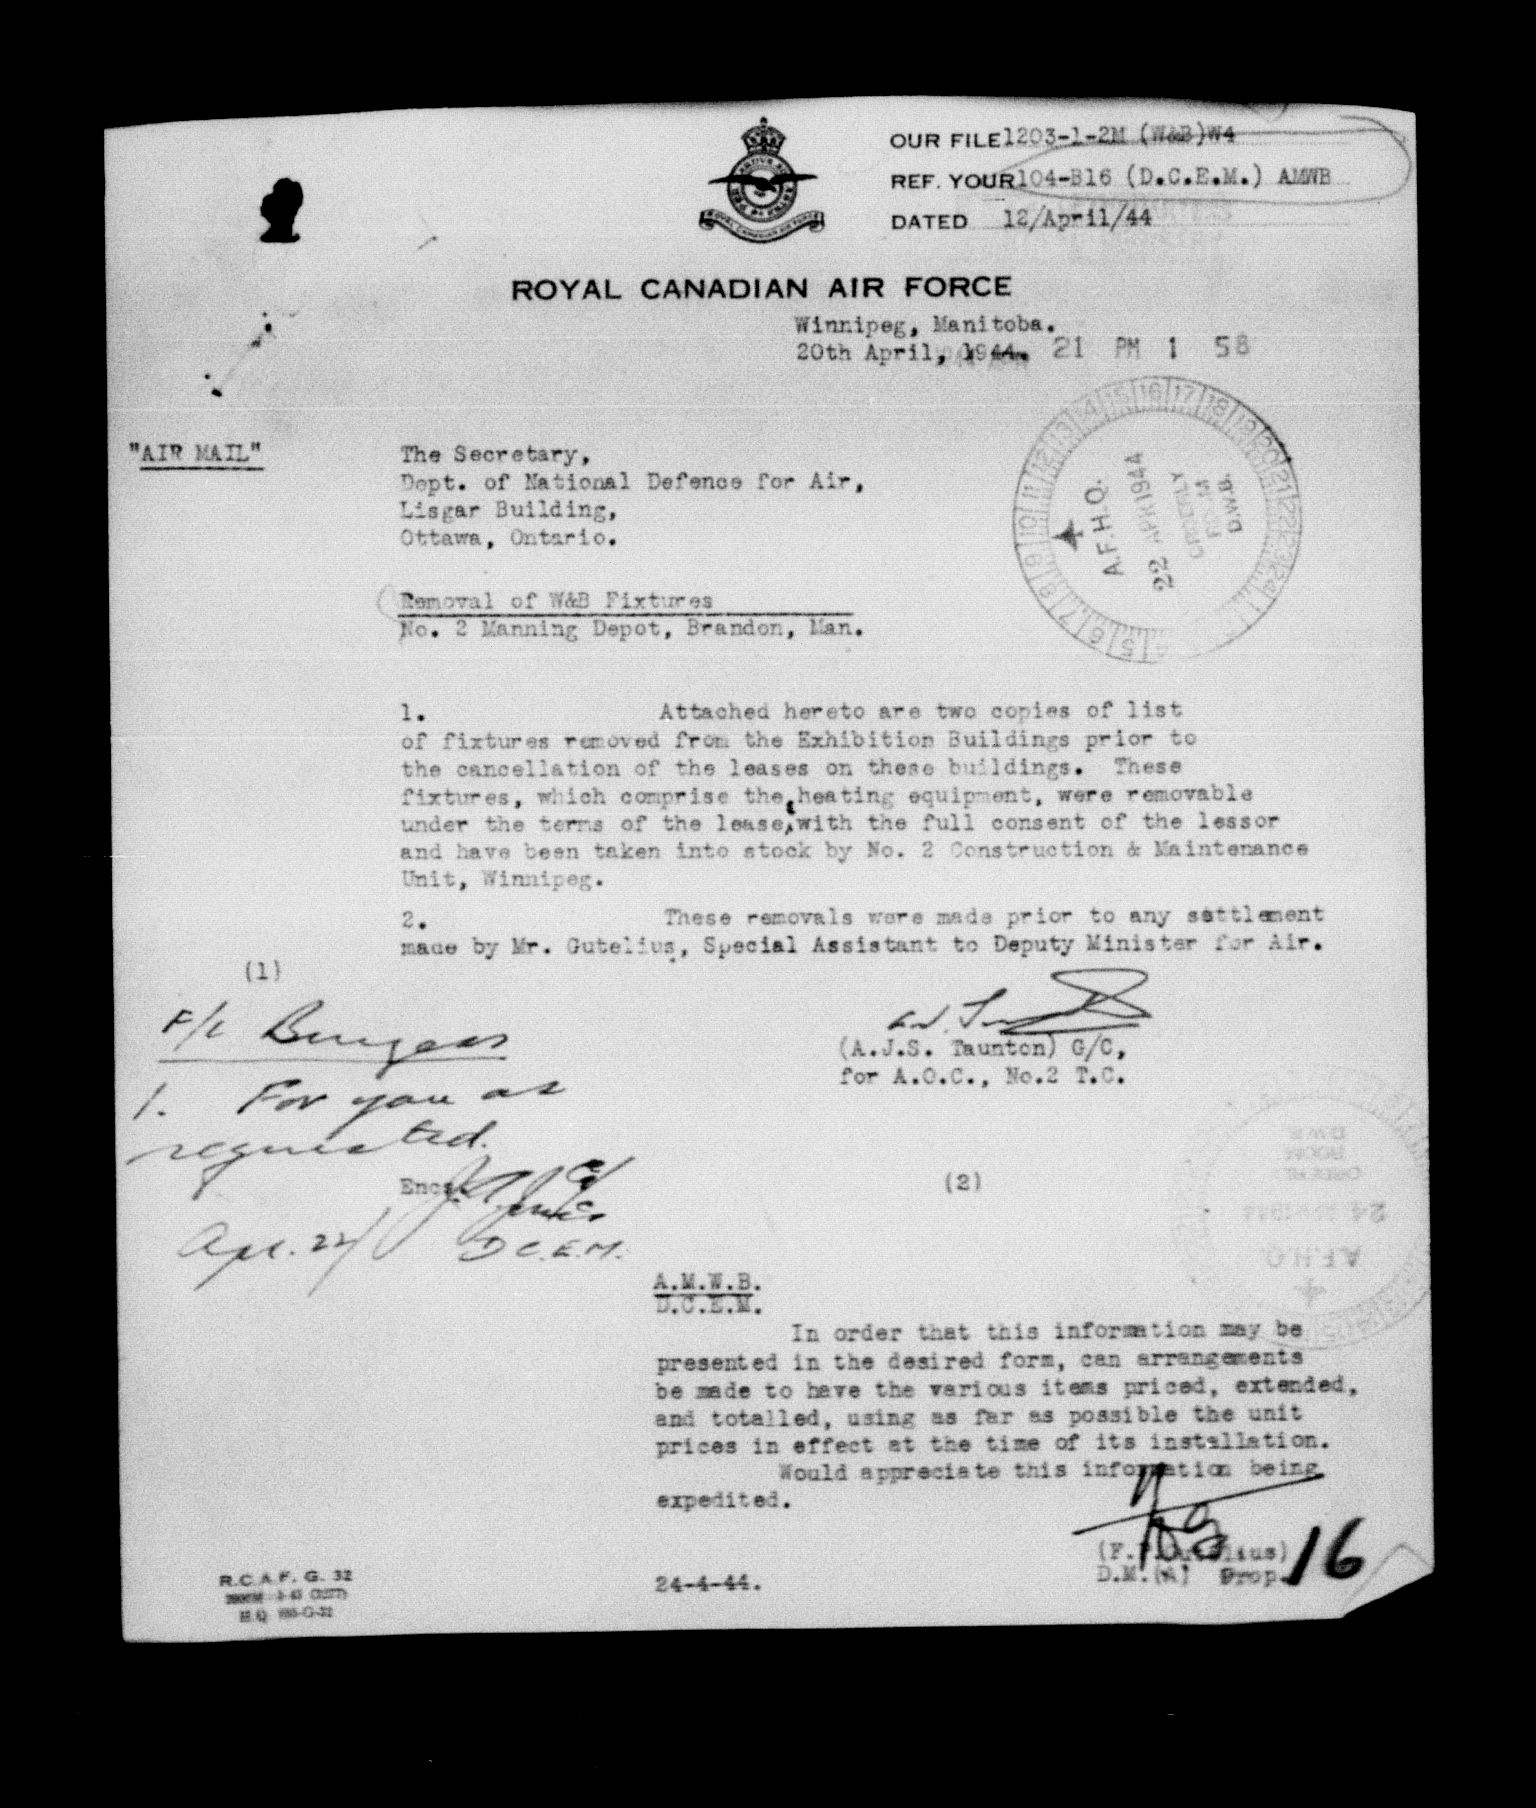 OUR FILE 1203-1-2M (W&B)W4
REF. YOUR 104-B16 (D.C.E.M.) AMWB
DATED 12/April/44
ROYAL CANADIAN AIR FORCE
Winnipeg, Manitoba.
20th April, 1944. 21 PM 1 58
"AIR MAIL"
The Secretary,
Dept. of National Defence for Air,
Lisgar Building,
Ottawa, Ontario.
A.F.H.Q.
22 APR 1944
ORDERLY
ROOM
D.W.B.
Removal of W&B Fixtures
No. 2 Manning Depot, Brandon, Man.
1. Attached hereto are two copies of list
of fixtures removed from the Exhibition Buildings prior to
the cancellation of the leases on these buildings. These
fixtures, which comprise the heating equipment, were removable
under the terms of the lease, with the full consent of the lessor
and have been taken into stock by No. 2 Construction & Maintenance
Unit, Winnipeg.
2. These removals were made prior to any settlement
made by Mr. Gutelius, Special Assistant to Deputy Minister for Air.
(1)
F/L Burgess
1. For you as
requested.
(A.J.S. Taunton) G/C,
for A.O.C., No.2 T.C.
Encs.
Apr. 22/
D.C.E.M.
(2)
A.M.W.B.
D.C.E.M.
In order that this information may be
presented in the desired form, can arrangements
be made to have the various items priced, extended,
and totalled, using as far as possible the unit
prices in effect at the time of its installation.
Would appreciate this information being
expedited.
(F.P. Gutelius)
D.M.(A) Prop.
16
24-4-44.
R.C.A.F. G. 32